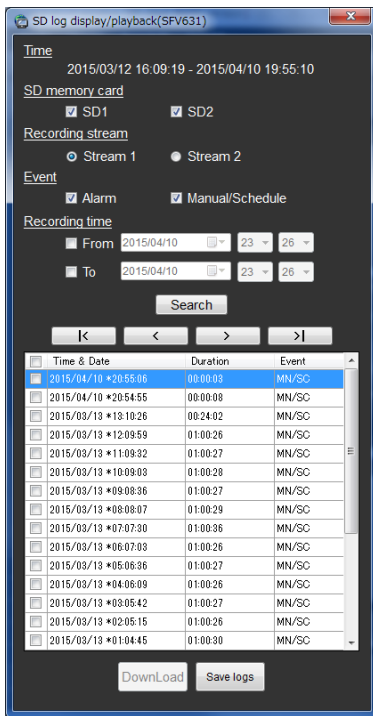 SD log display/playback(SFV631)
Time
2015/03/12 16:09:19 - 2015/04/10 19:55:10
SD memory card
SD1 SD2
Recording stream
Stream 1 Stream 2
Event
Alarm Manual/Schedule
Recording time
From 2015/04/10 23 26
To 2015/04/10 23 26
Search
|< < > >|
Time & Date Duration Event
2015/04/10 *20:55:06 00:00:03 MN/SC
2015/04/10 *20:54:55 00:00:08 MN/SC
2015/03/13 *13:10:26 00:24:02 MN/SC
2015/03/13 *12:09:59 01:00:26 MN/SC
2015/03/13 *11:09:32 01:00:27 MN/SC
2015/03/13 *10:09:03 01:00:28 MN/SC
2015/03/13 *09:08:36 01:00:27 MN/SC
2015/03/13 *08:08:07 01:00:29 MN/SC
2015/03/13 *07:07:30 01:00:36 MN/SC
2015/03/13 *06:07:03 01:00:26 MN/SC
2015/03/13 *05:06:36 01:00:27 MN/SC
2015/03/13 *04:06:09 01:00:26 MN/SC
2015/03/13 *03:05:42 01:00:27 MN/SC
2015/03/13 *02:05:15 01:00:26 MN/SC
2015/03/13 *01:04:45 01:00:30 MN/SC
DownLoad Save logs